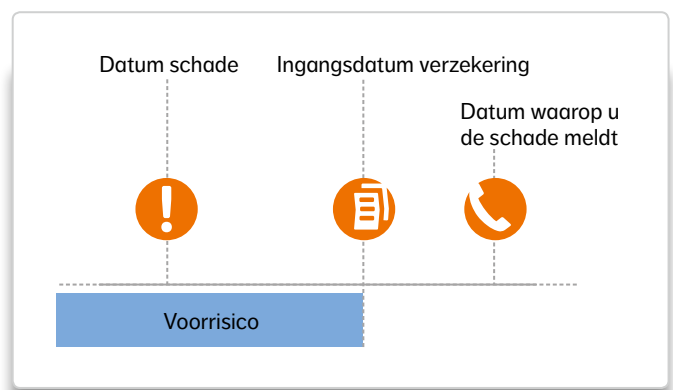 Datum schade
Ingangsdatum verzekering
Datum waarop u
de schade meldt
Voorrisico